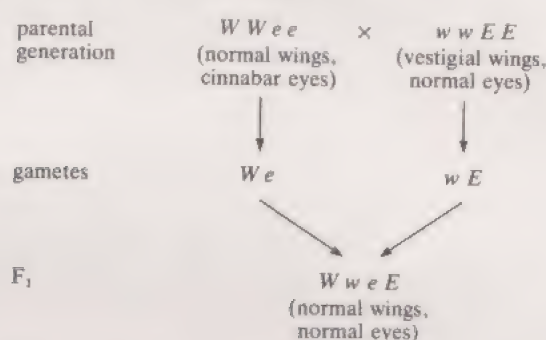 parental generation
W W e e × w w E E
(normal wings, cinnabar eyes) (vestigial wings, normal eyes)
gametes W e w E
F₁ W w e E
(normal wings,
normal eyes)